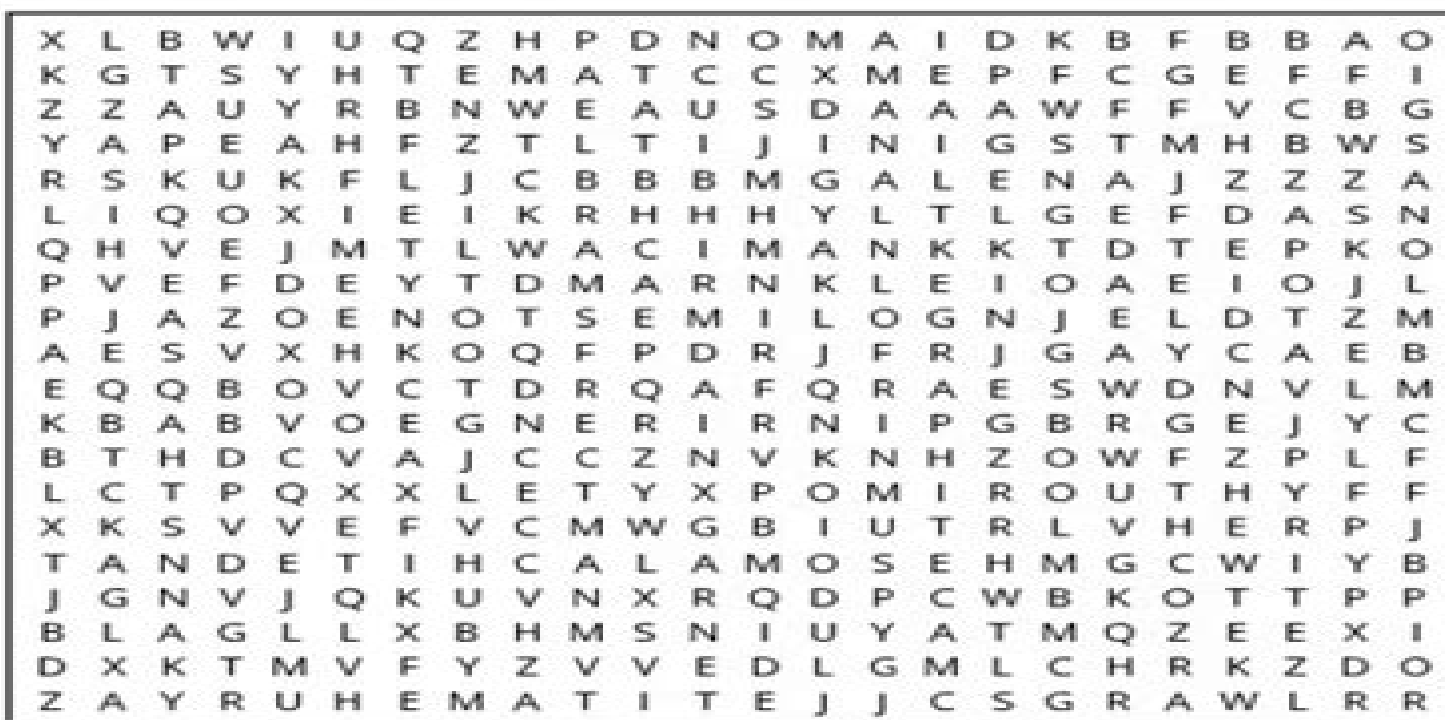 X L B W I U Q Z H P D N O M A I D K B F B B A O
K G T S Y H T E M A T C C X M E P F C G E F F I
Z Z A U Y R B N W E A U S D A A A W F F V C B G
Y A P E A H F Z T L T I J I N I G S T M H B W S
R S K U K F L J C B B B M G A L E N A J Z Z Z A
L I Q O X I E I K R H H H Y L T L G E F D A S N
Q H V E J M T L W A C I M A N K K T D T E P K O
P V E F D E Y T D M A R N K L E I O A E I O J L
P J A Z O E N O T S E M I L O G N J E L D T Z M
A E S V X H K O Q F P D R J F R J G A Y C A E B
E Q Q B O V C T D R Q A F Q R A E S W D N V L M
K B A B V O E G N E R I R N I P G B R G E J Y C
B T H D C V A J C C Z N V K N H Z O W F Z P L F
L C T P Q X X L E T Y X P O M I R O U T H Y F F
X K S V V E F V C M W G B I U T R L V H E R P J
T A N D E T I H C A L A M O S E H M G C W I Y B
J G N V J Q K U V N X R Q D P C W B K O T T P P
B L A G L L X B H M S N I U Y A T M Q Z E E X I
D X K T M V F Y Z V V E D L G M L C H R K Z D O
Z A Y R U H E M A T I T E J J C S G R A W L R R